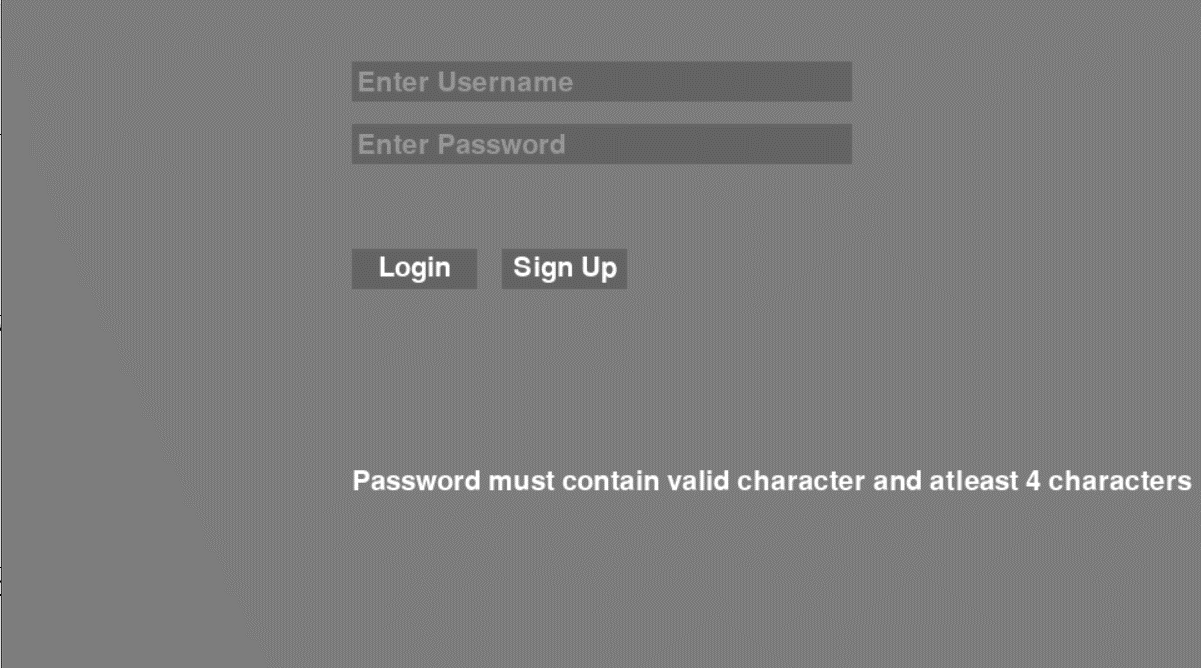 Enter Username
Enter Password
Login Sign Up
Password must contain valid character and atleast 4 characters